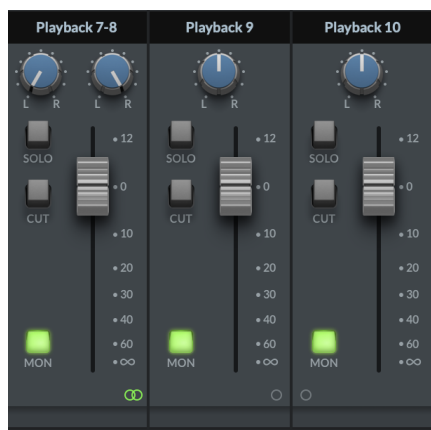 Playback 7-8
L R L R
SOLO
CUT
MON
12
0
10
20
30
40
60
∞
Playback 9
L R
SOLO
CUT
MON
12
0
10
20
30
40
60
∞
Playback 10
L R
SOLO
CUT
MON
12
0
10
20
30
40
60
∞